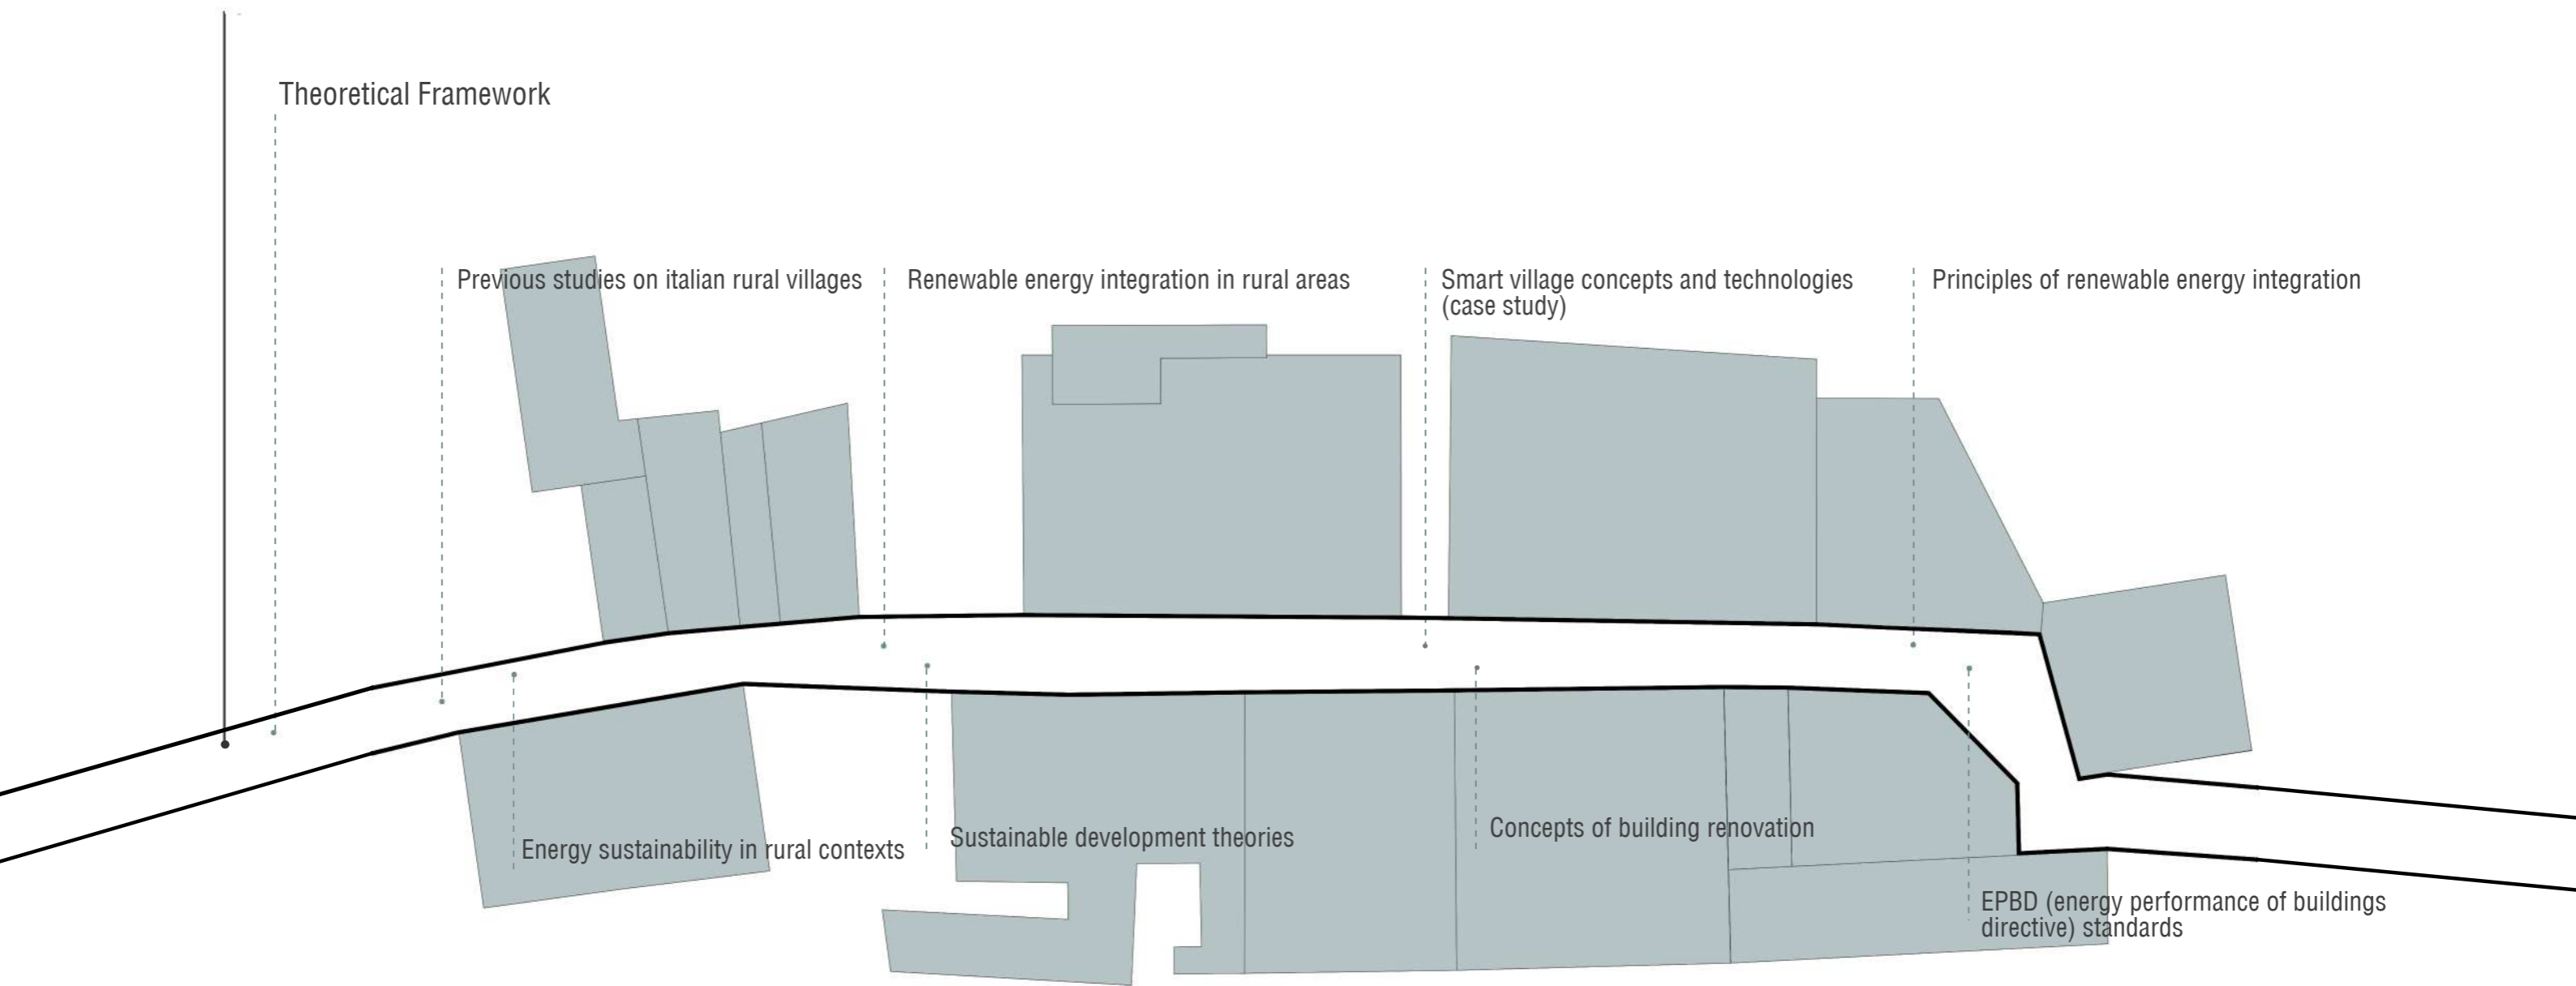 Theoretical Framework
Previous studies on italian rural villages
Renewable energy integration in rural areas
Smart village concepts and technologies
(case study)
Principles of renewable energy integration
Energy sustainability in rural contexts
Sustainable development theories
Concepts of building renovation
EPBD (energy performance of buildings
directive) standards